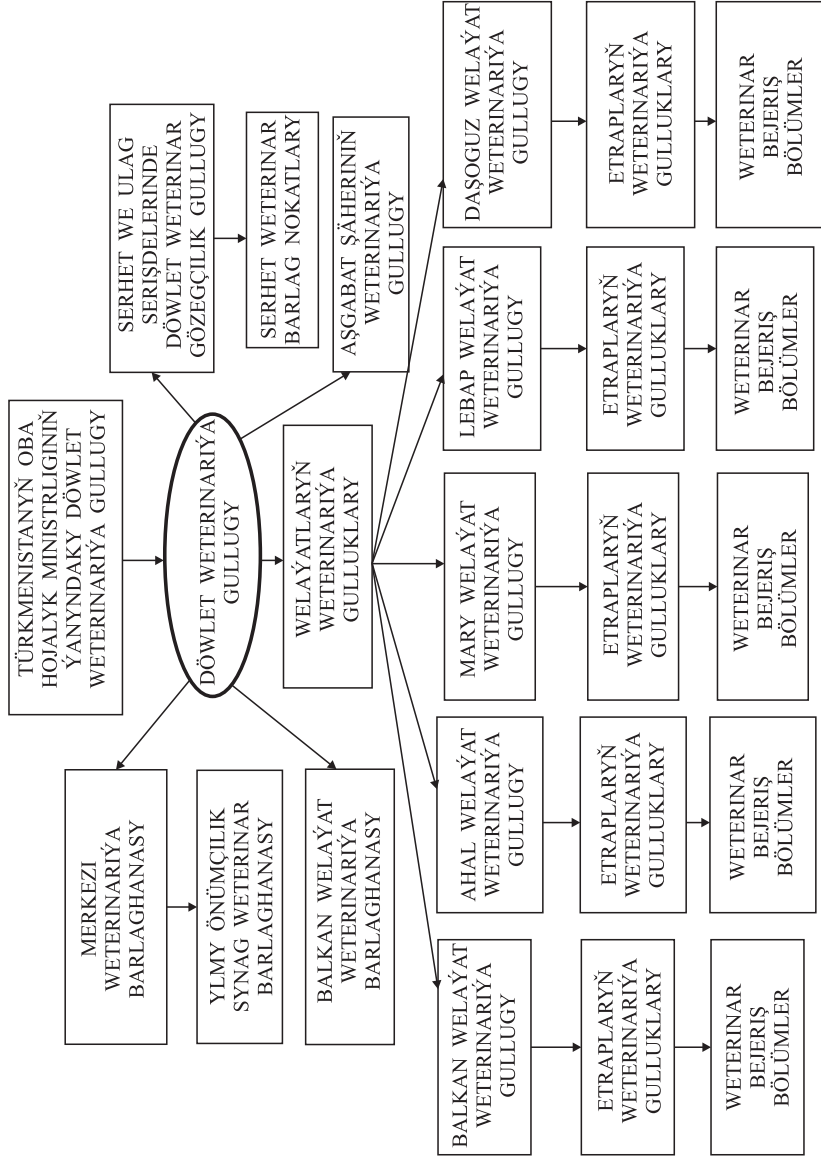 TÜRKMENISTANYŇ OBA
HOJALYK MINISTRLIGINIŇ
ÝANYNDAKY DÖWLET
WETERINARIÝA GULLUGY
MERKEZI
WETERINARIÝA
BARLAGHANASY
DÖWLET WETERINARIÝA
GULLUGY
SERHET WE ULAG
SERIŞDELERINDE
DÖWLET WETERINAR
GÖZEGÇILIK GULLUGY
YLMY ÖNÜMÇILIK
SYNAG WETERINAR
BARLAGHANASY
SERHET WETERINAR
BARLAG NOKATLARY
BALKAN WELAÝAT
WETERINARIÝA
BARLAGHANASY
WELAÝATLARYŇ
WETERINARIÝA
GULLUKLARY
AŞGABAT ŞÄHERINIŇ
WETERINARIÝA
GULLUGY
BALKAN WELAÝAT
WETERINARIÝA
GULLUGY
AHAL WELAÝAT
WETERINARIÝA
GULLUGY
MARY WELAÝAT
WETERINARIÝA
GULLUGY
LEBAP WELAÝAT
WETERINARIÝA
GULLUGY
DAŞOGUZ WELAÝAT
WETERINARIÝA
GULLUGY
ETRAPLARYŇ
WETERINARIÝA
GULLUKLARY
ETRAPLARYŇ
WETERINARIÝA
GULLUKLARY
ETRAPLARYŇ
WETERINARIÝA
GULLUKLARY
ETRAPLARYŇ
WETERINARIÝA
GULLUKLARY
ETRAPLARYŇ
WETERINARIÝA
GULLUKLARY
WETERINAR
BEJERIŞ
BÖLÜMLER
WETERINAR
BEJERIŞ
BÖLÜMLER
WETERINAR
BEJERIŞ
BÖLÜMLER
WETERINAR
BEJERIŞ
BÖLÜMLER
WETERINAR
BEJERIŞ
BÖLÜMLER